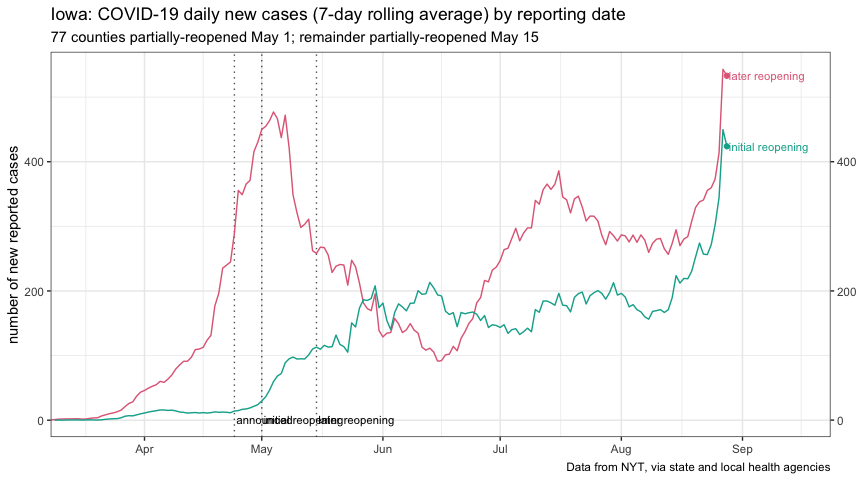 Iowa: COVID-19 daily new cases (7-day rolling average) by reporting date
77 counties partially-reopened May 1; remainder partially-reopened May 15
number of new reported cases
400
200
0
later reopening
initial reopening
400
200
0
later reopening
Apr
May
Jun
Jul
Aug
Sep
Data from NYT, via state and local health agencies